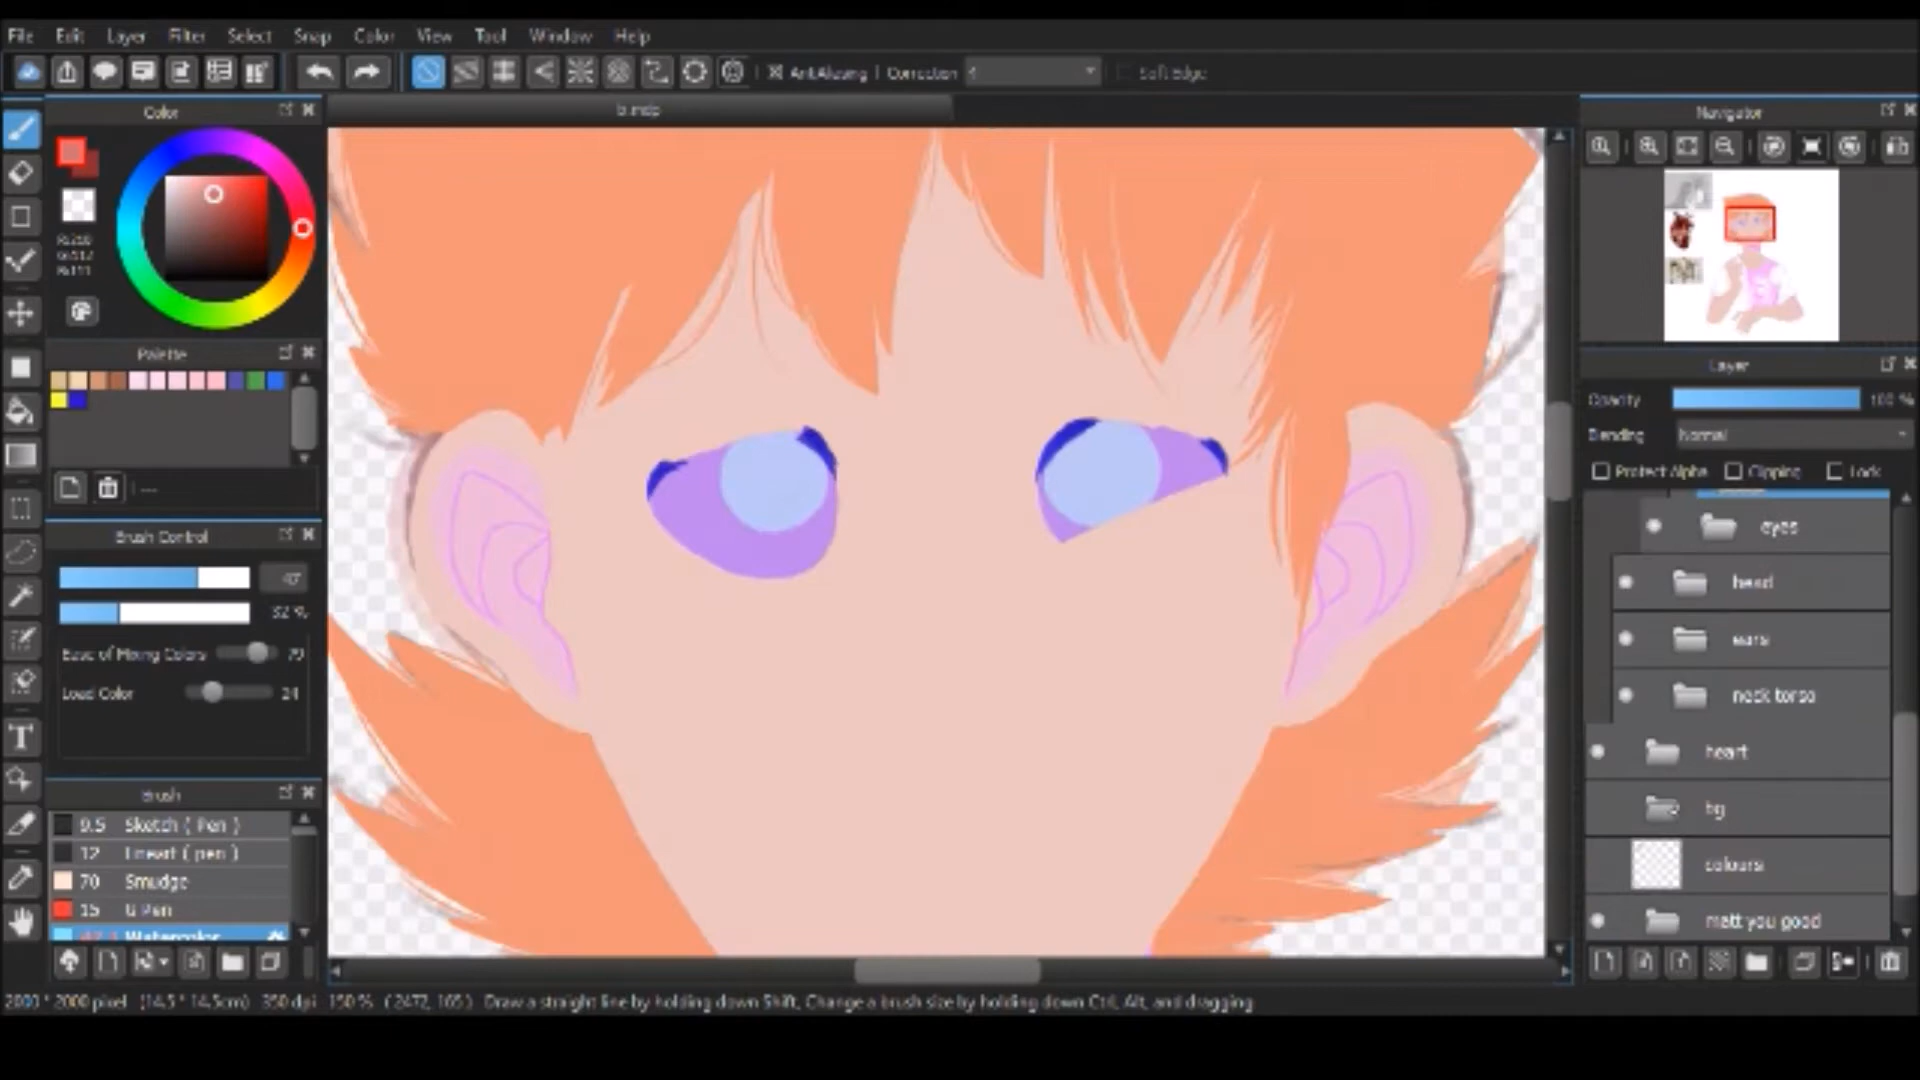 File Edit Layer Filter Select Snap Color View Tool Window Help
AntiAliasing Correction Soft Edge
Color
Navigator
Palette
Layer
Opacity 100 %
Blending Normal
Protect Alpha Clipping Lock
Brush Control
32 %
Ease of Mixing Colors
Load Color 24
eyes
head
ears
neck torso
heart
bg
colours
matt you good
Brush
9.5 Sketch ( Pen )
12 Lineart ( pen )
70 Smudge
15 G Pen
Watercolor
2000 * 2000 pixel (14.5 * 14.5cm) 350 dpi 150 % ( 2472, 165 ) Draw a straight line by holding down Shift, Change a brush size by holding down Ctrl, Alt, and dragging